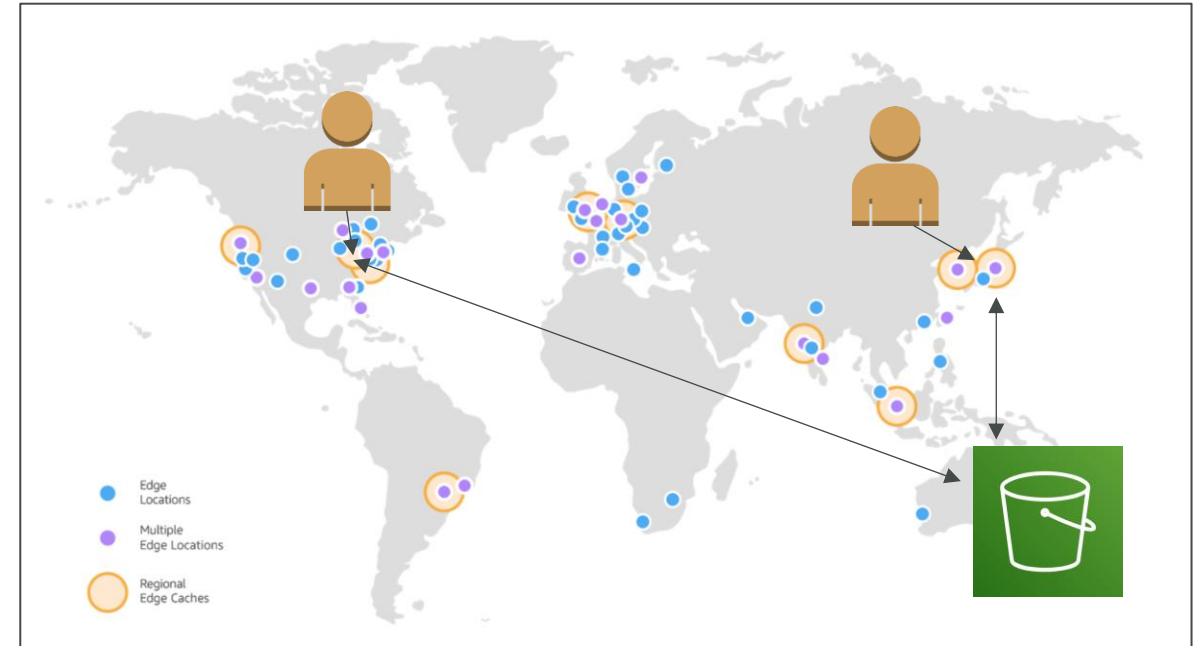 Edge
Locations
Multiple
Edge Locations
Regional
Edge Caches